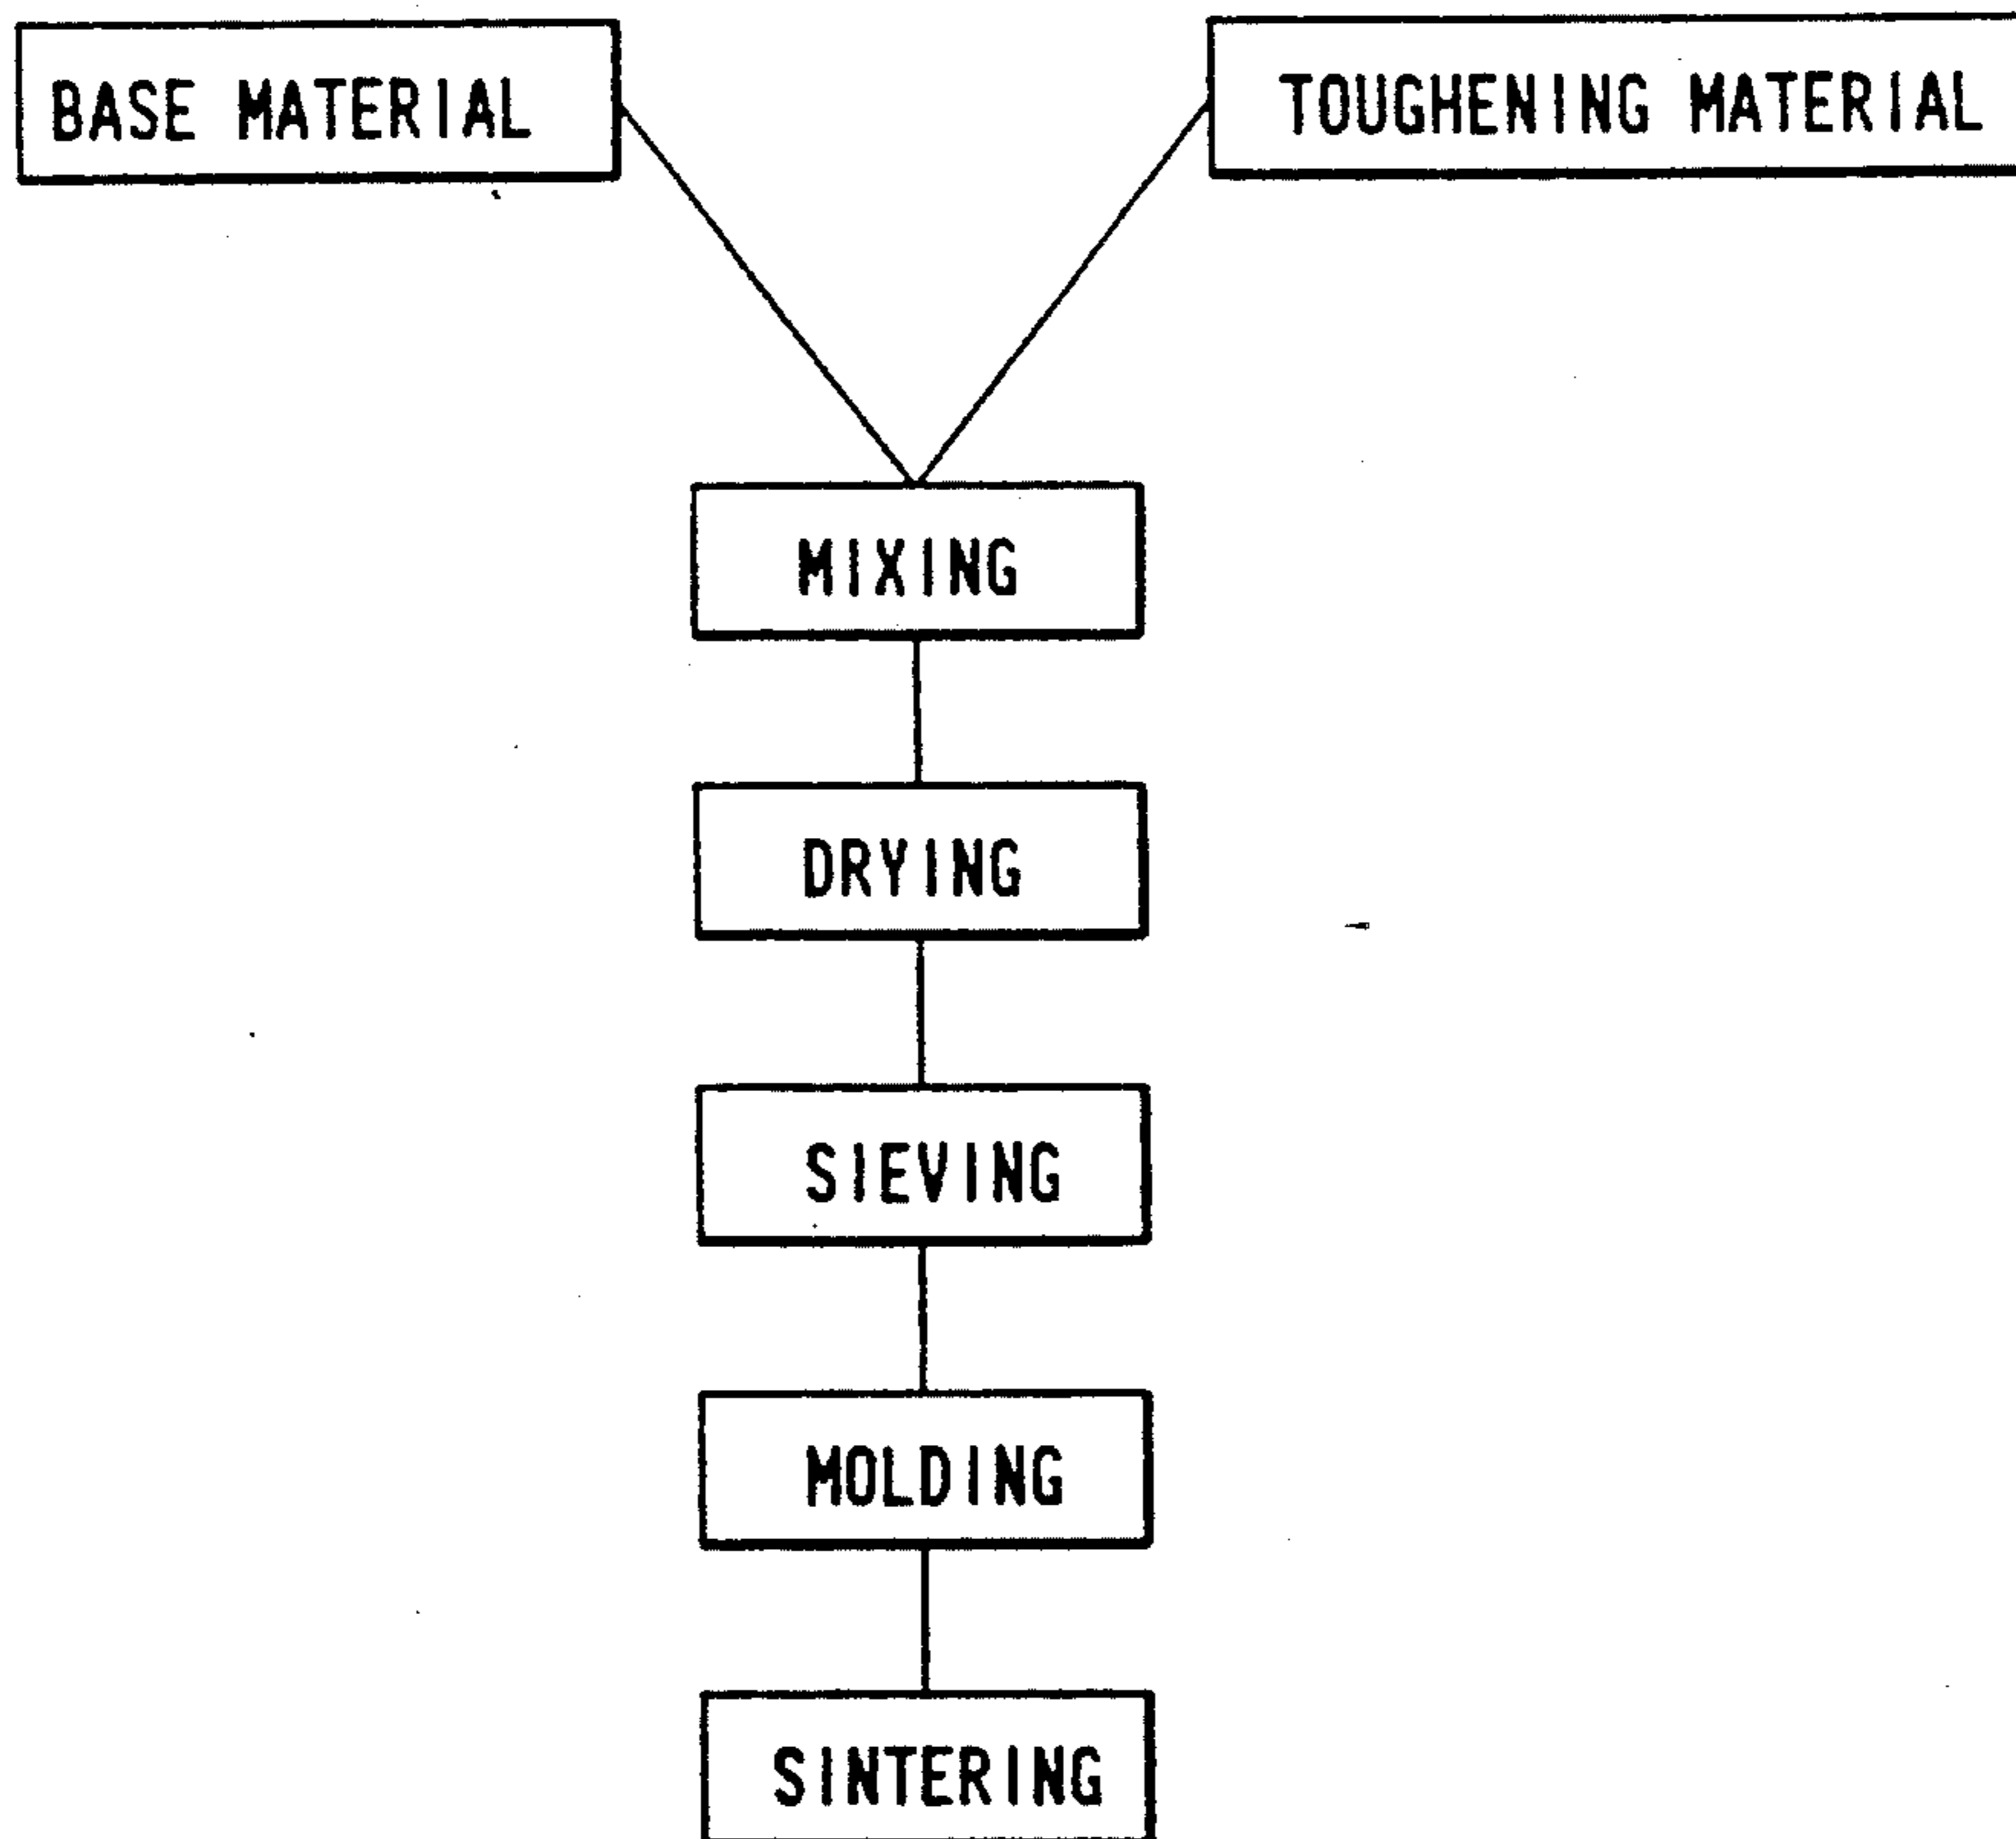 BASE MATERIAL
TOUGHENING MATERIAL
MIXING
DRYING
SIEVING
MOLDING
SINTERING